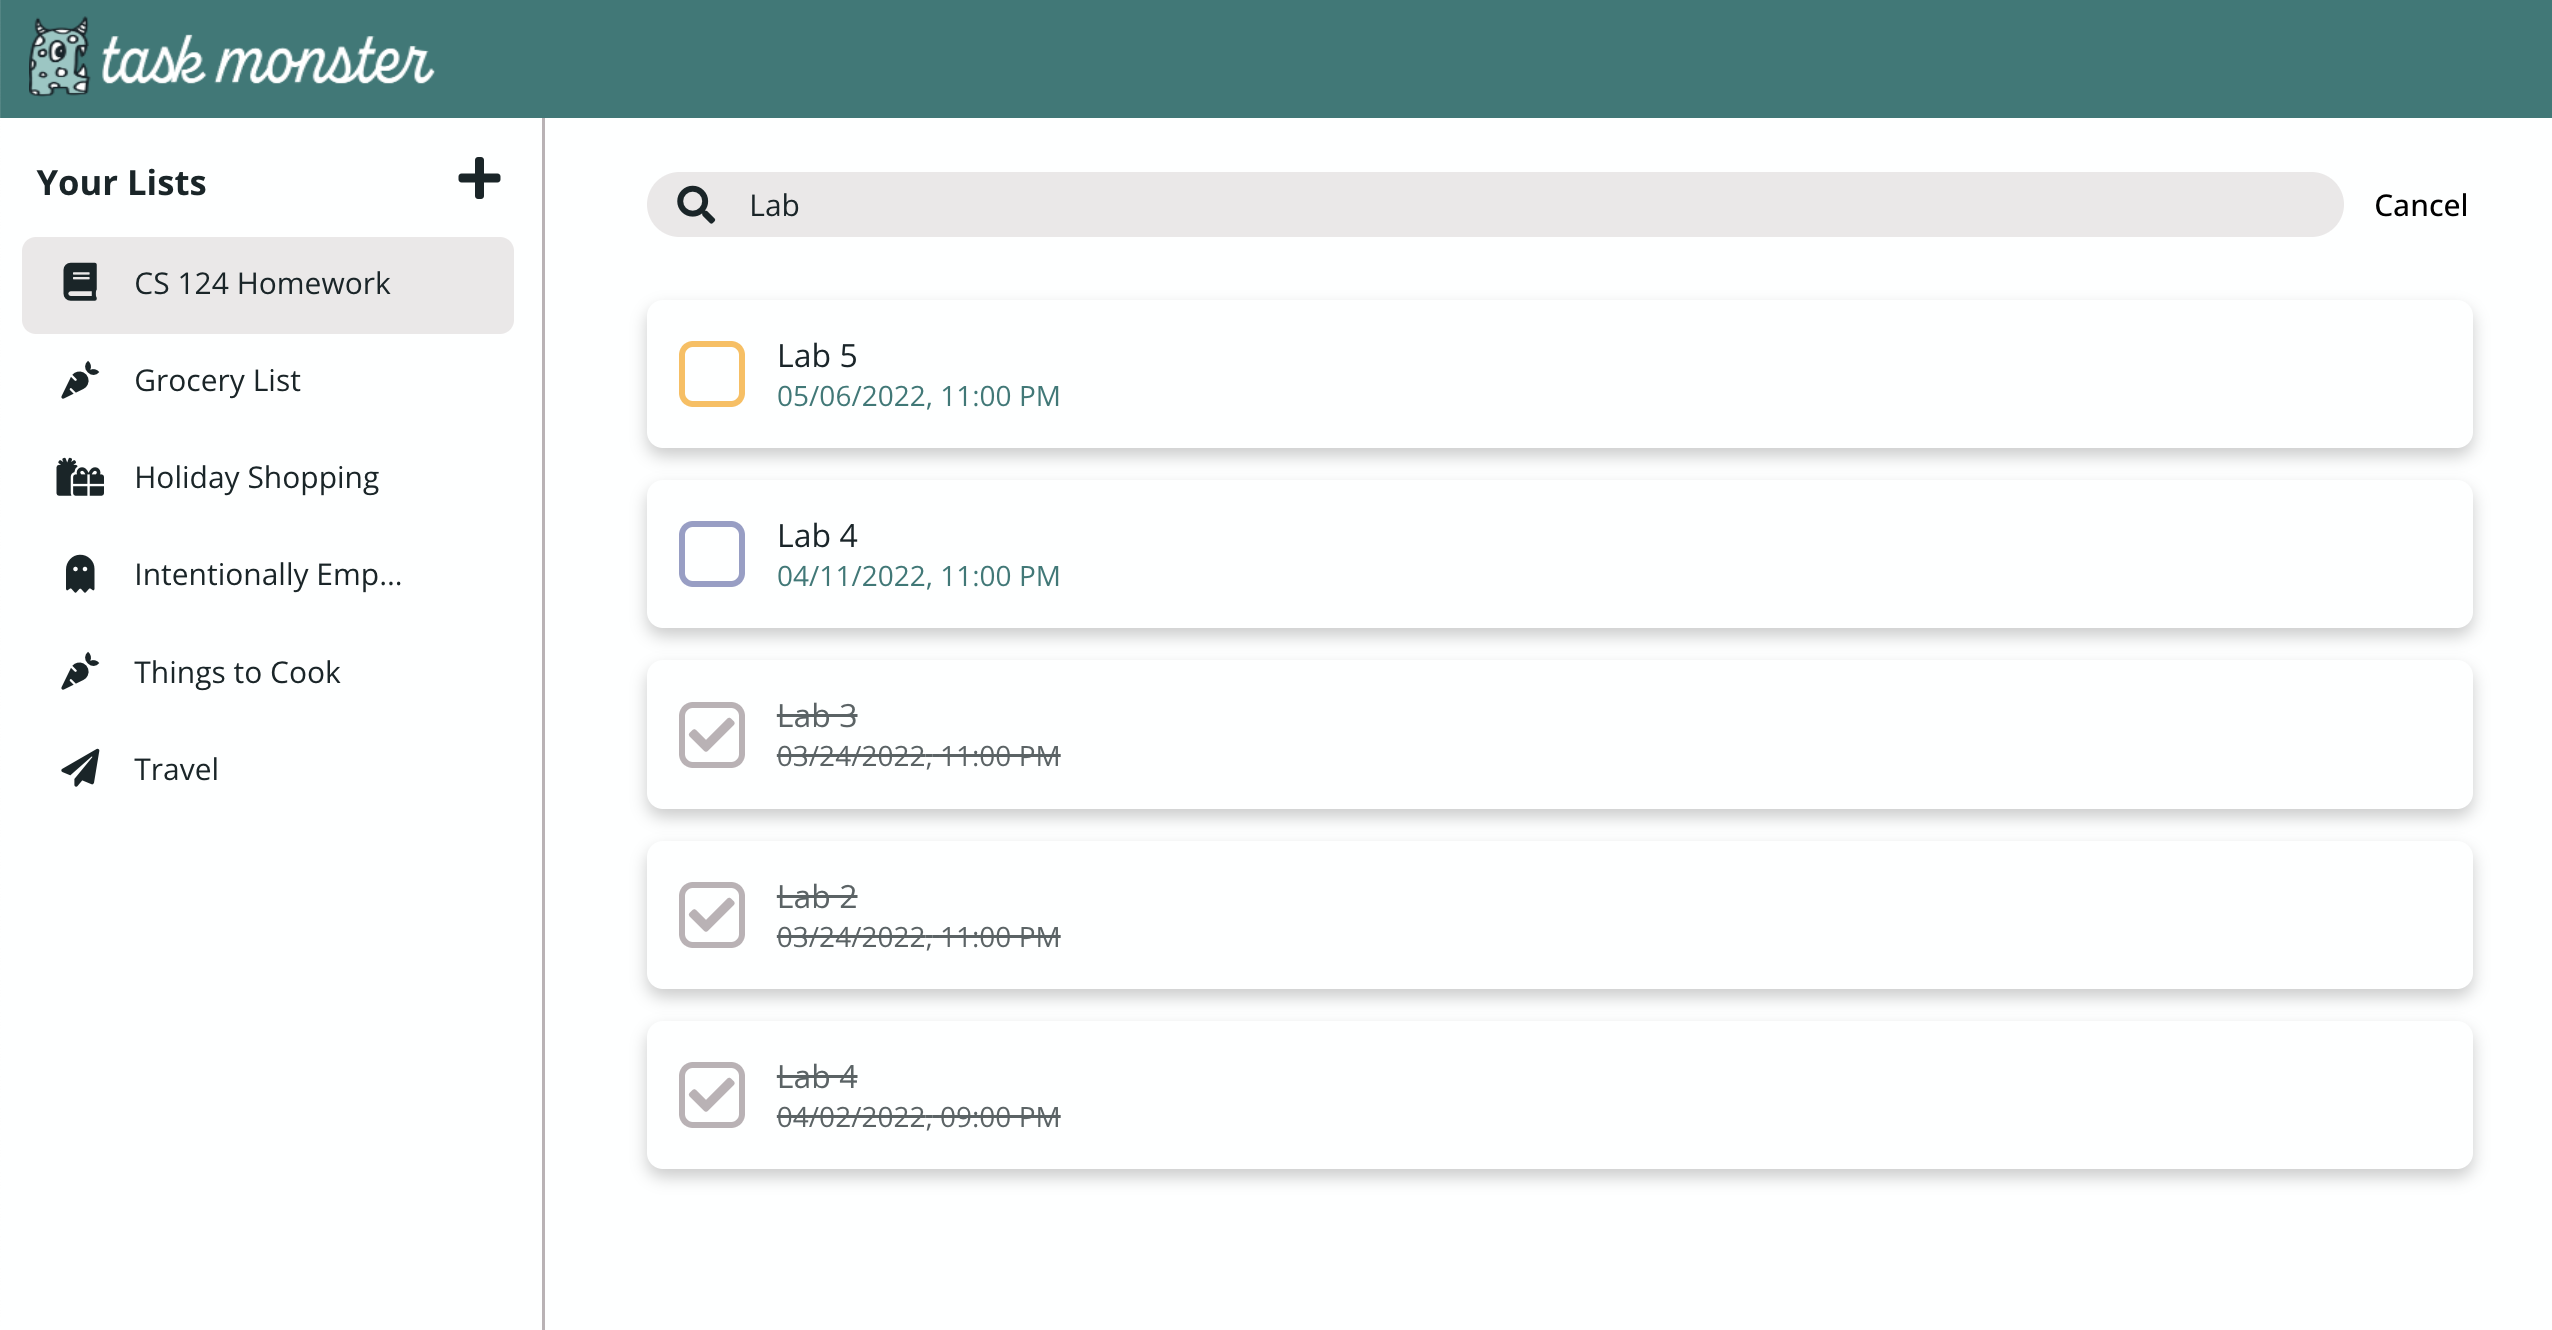 task monster
Your Lists
CS 124 Homework
Grocery List
Holiday Shopping
Intentionally Emp...
Things to Cook
Travel
Lab
Cancel
Lab 5
05/06/2022, 11:00 PM
Lab 4
04/11/2022, 11:00 PM
Lab 3
03/24/2022, 11:00 PM
Lab 2
03/24/2022, 11:00 PM
Lab 4
04/02/2022, 09:00 PM